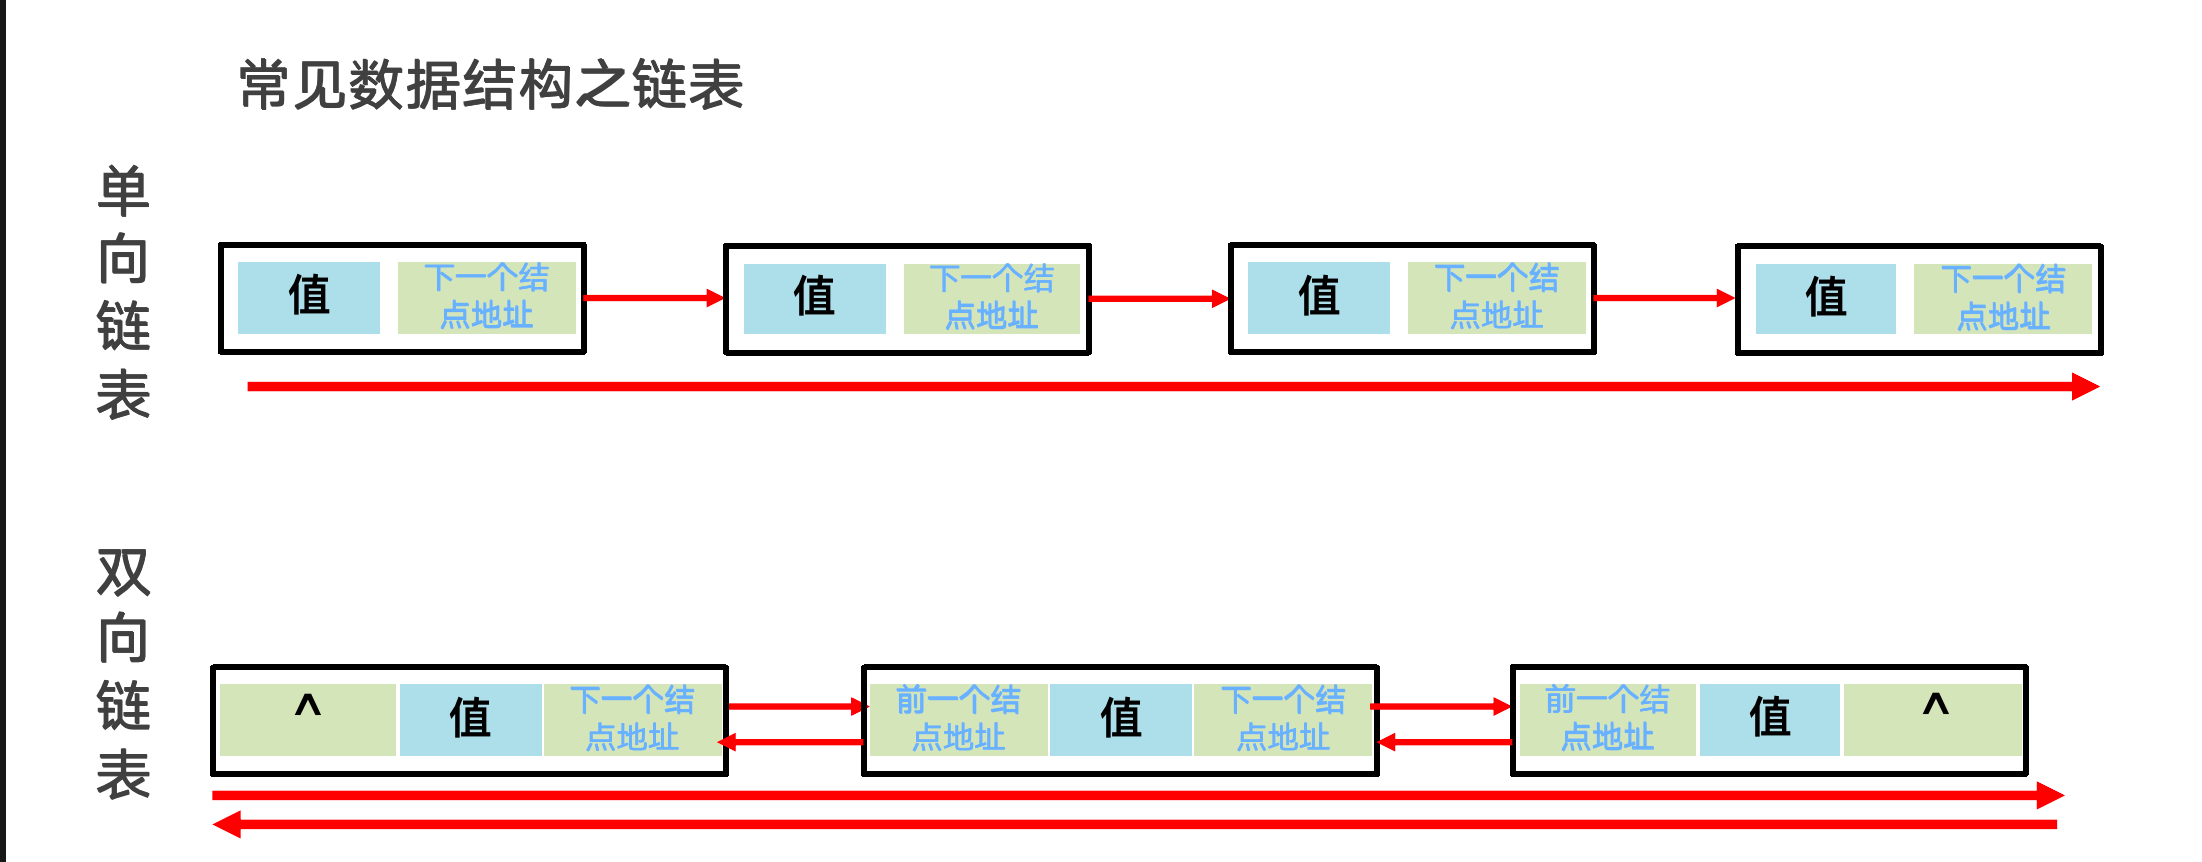 常见数据结构之链表
单向链表
值
下一个结
点地址
值
下一个结
点地址
值
下一个结
点地址
值
下一个结
点地址
双向链表
^
值
下一个结
点地址
前一个结
点地址
值
下一个结
点地址
前一个结
点地址
值
^